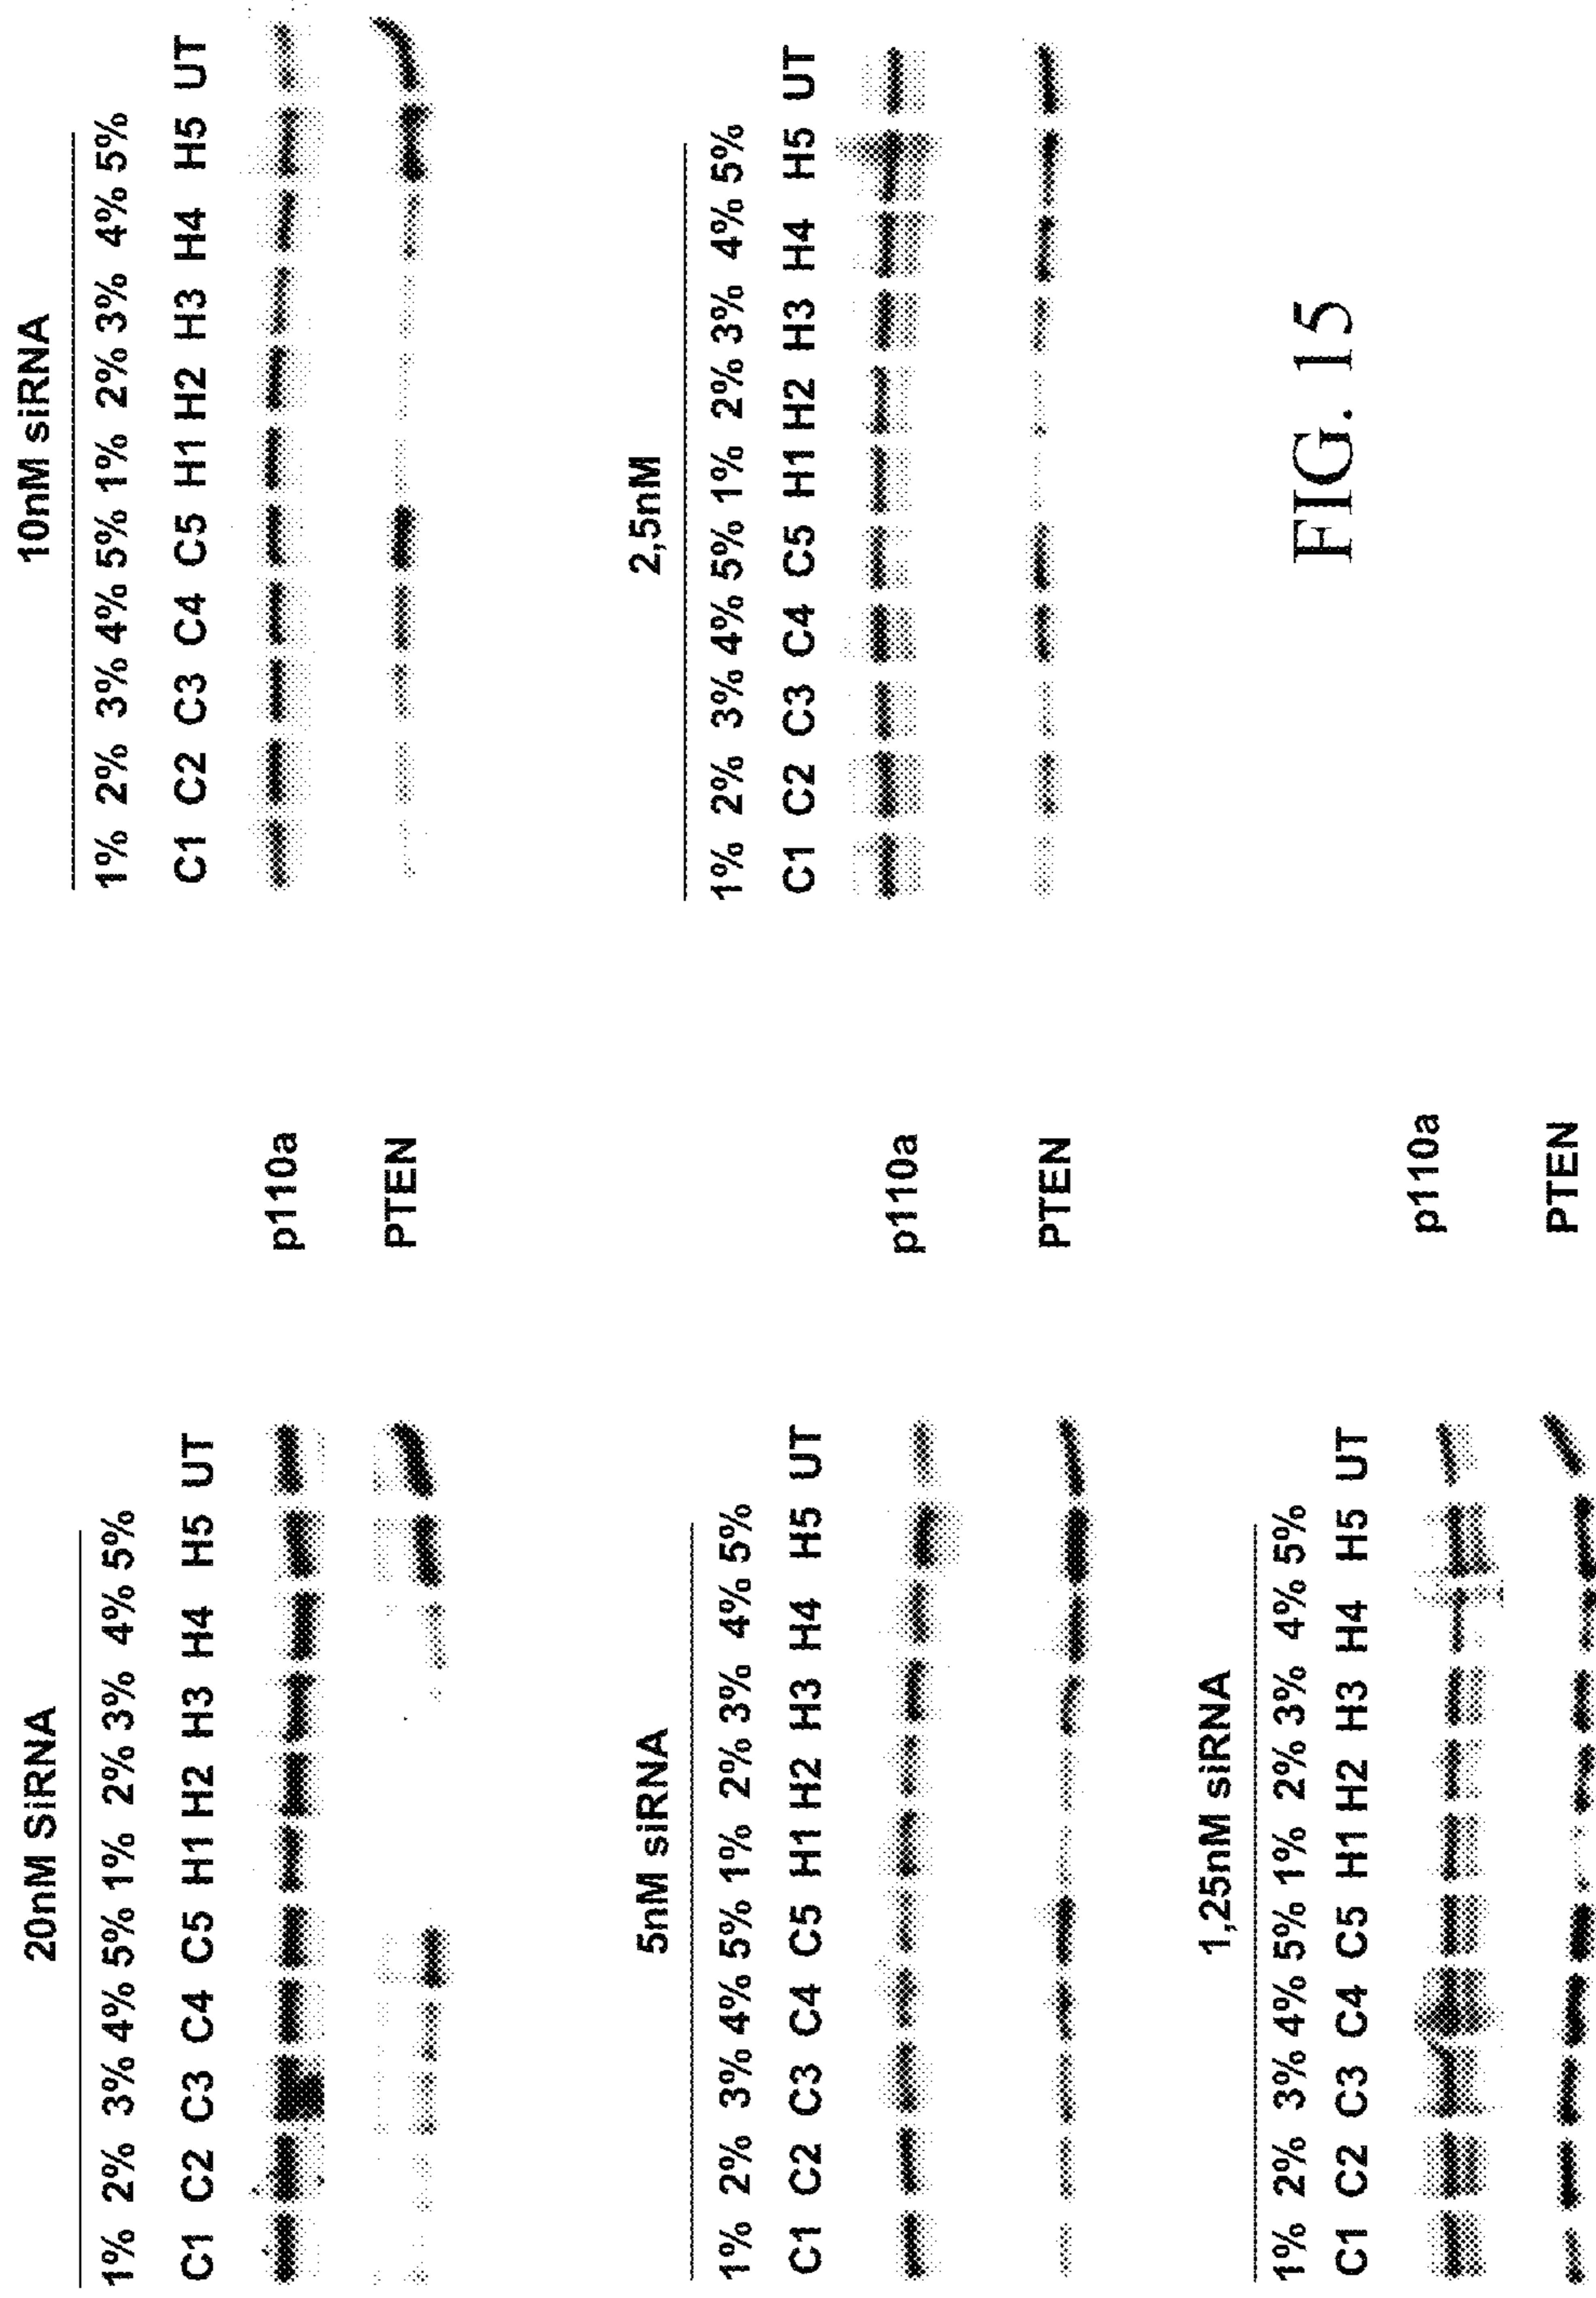 20nM SiRNA
1% 2% 3% 4% 5% 1% 2% 3% 4% 5%
C1 C2 C3 C4 C5 H1 H2 H3 H4 H5 UT
p110a
PTEN
10nM siRNA
1% 2% 3% 4% 5% 1% 2% 3% 4% 5%
C1 C2 C3 C4 C5 H1 H2 H3 H4 H5 UT
5nM siRNA
1% 2% 3% 4% 5% 1% 2% 3% 4% 5%
C1 C2 C3 C4 C5 H1 H2 H3 H4 H5 UT
p110a
PTEN
2,5nM
1% 2% 3% 4% 5% 1% 2% 3% 4% 5%
C1 C2 C3 C4 C5 H1 H2 H3 H4 H5 UT
1,25nM siRNA
1% 2% 3% 4% 5% 1% 2% 3% 4% 5%
C1 C2 C3 C4 C5 H1 H2 H3 H4 H5 UT
p110a
PTEN
FIG. 15